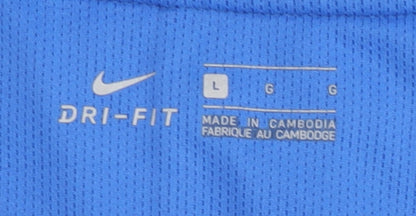 DRI-FIT
L G G
MADE IN CAMBODIA
FABRIQUE AU CAMBODGE